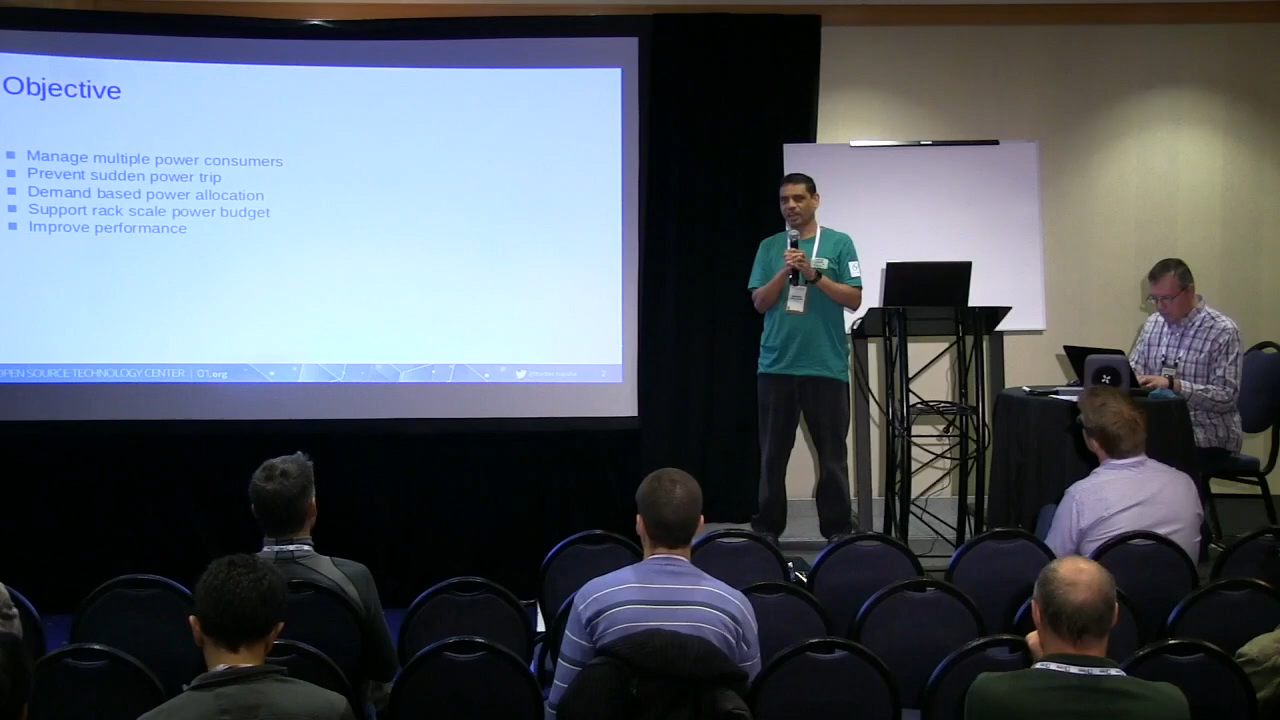 Objective
Manage multiple power consumers
Prevent sudden power trip
Demand based power allocation
Support rack scale power budget
Improve performance
OPEN SOURCE TECHNOLOGY CENTER | 01.org
2